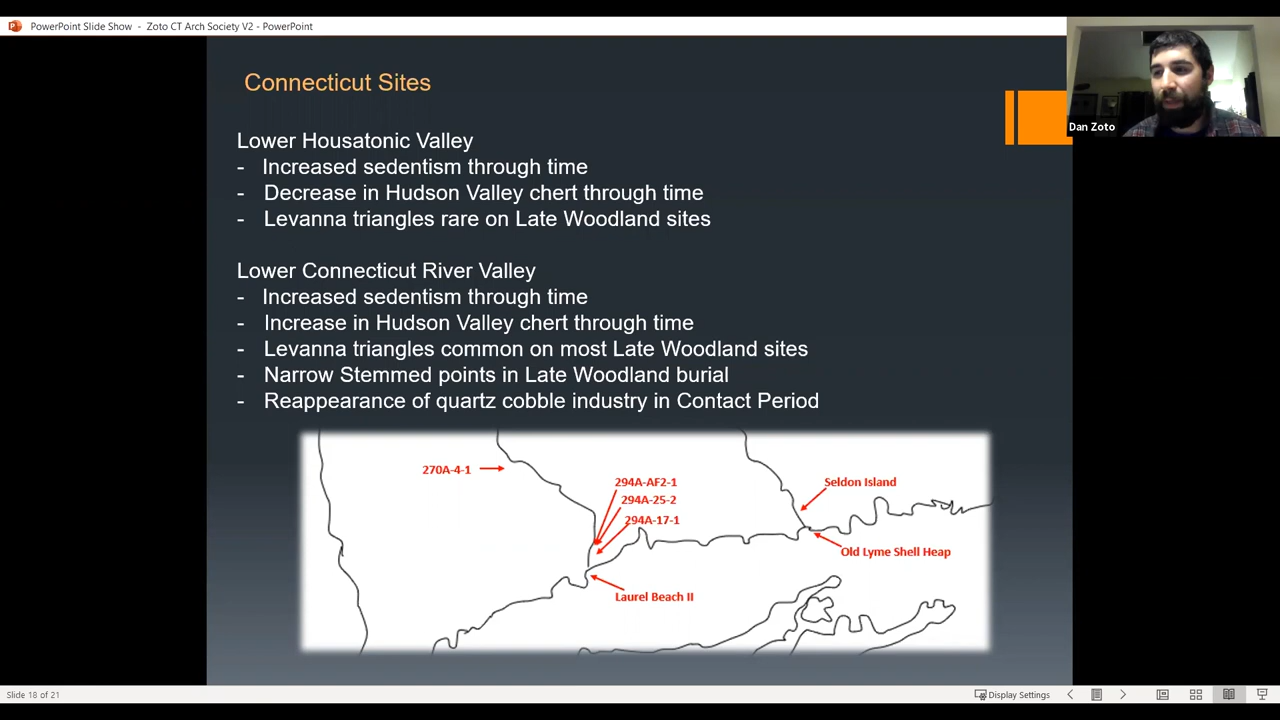 PowerPoint Slide Show - Zoto CT Arch Society V2 - PowerPoint
Dan Zoto
Connecticut Sites
Lower Housatonic Valley
- Increased sedentism through time
- Decrease in Hudson Valley chert through time
- Levanna triangles rare on Late Woodland sites
Lower Connecticut River Valley
- Increased sedentism through time
- Increase in Hudson Valley chert through time
- Levanna triangles common on most Late Woodland sites
- Narrow Stemmed points in Late Woodland burial
- Reappearance of quartz cobble industry in Contact Period
270A-4-1
294A-AF2-1
294A-25-2
294A-17-1
Seldon Island
Old Lyme Shell Heap
Laurel Beach II
Slide 18 of 21
Display Settings